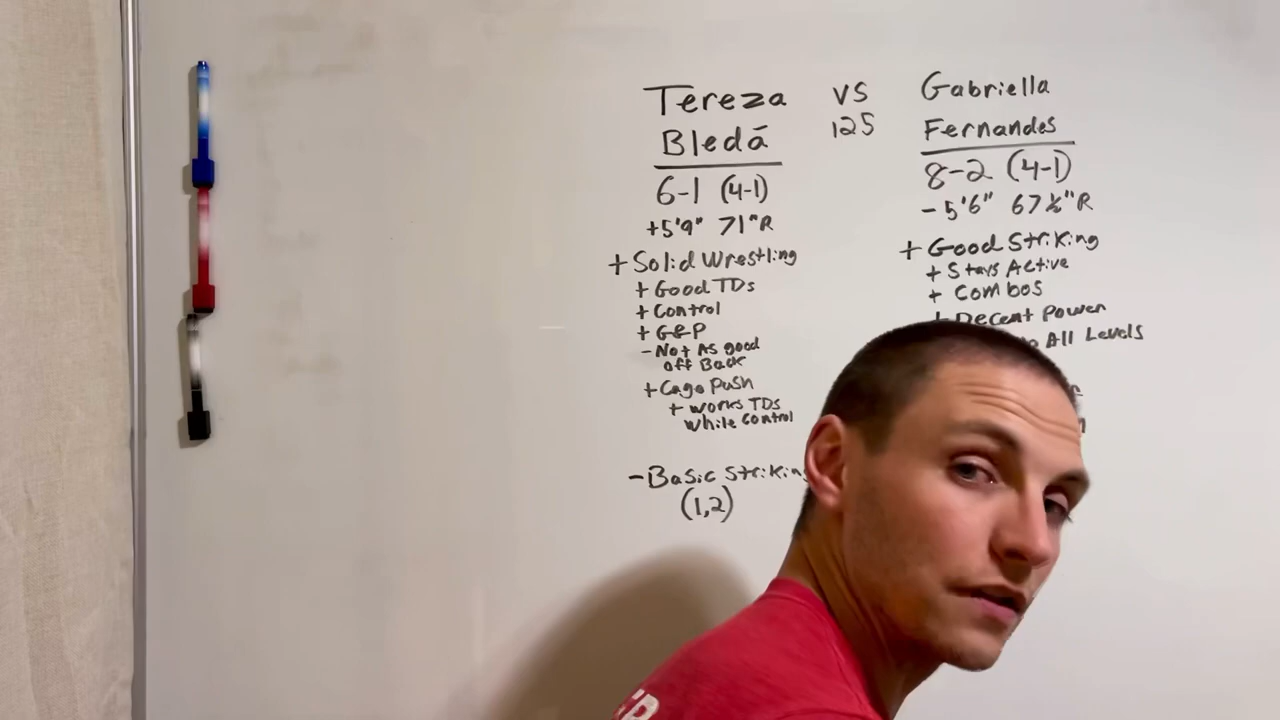 Tereza
Bledā
6-1 (4-1)
+5'9" 71"R
+ Solid Wrestling
+ Good TDs
+ Control
+ G&P
- Not As good
off Back
+ Cage Push
+ works TDs
while Control
- Basic Striking
(1,2)
VS
125
Gabriella
Fernandes
8-2 (4-1)
- 5'6" 67½"R
+ Good Striking
+ Stays Active
+ Combos
Decent Power
All Levels